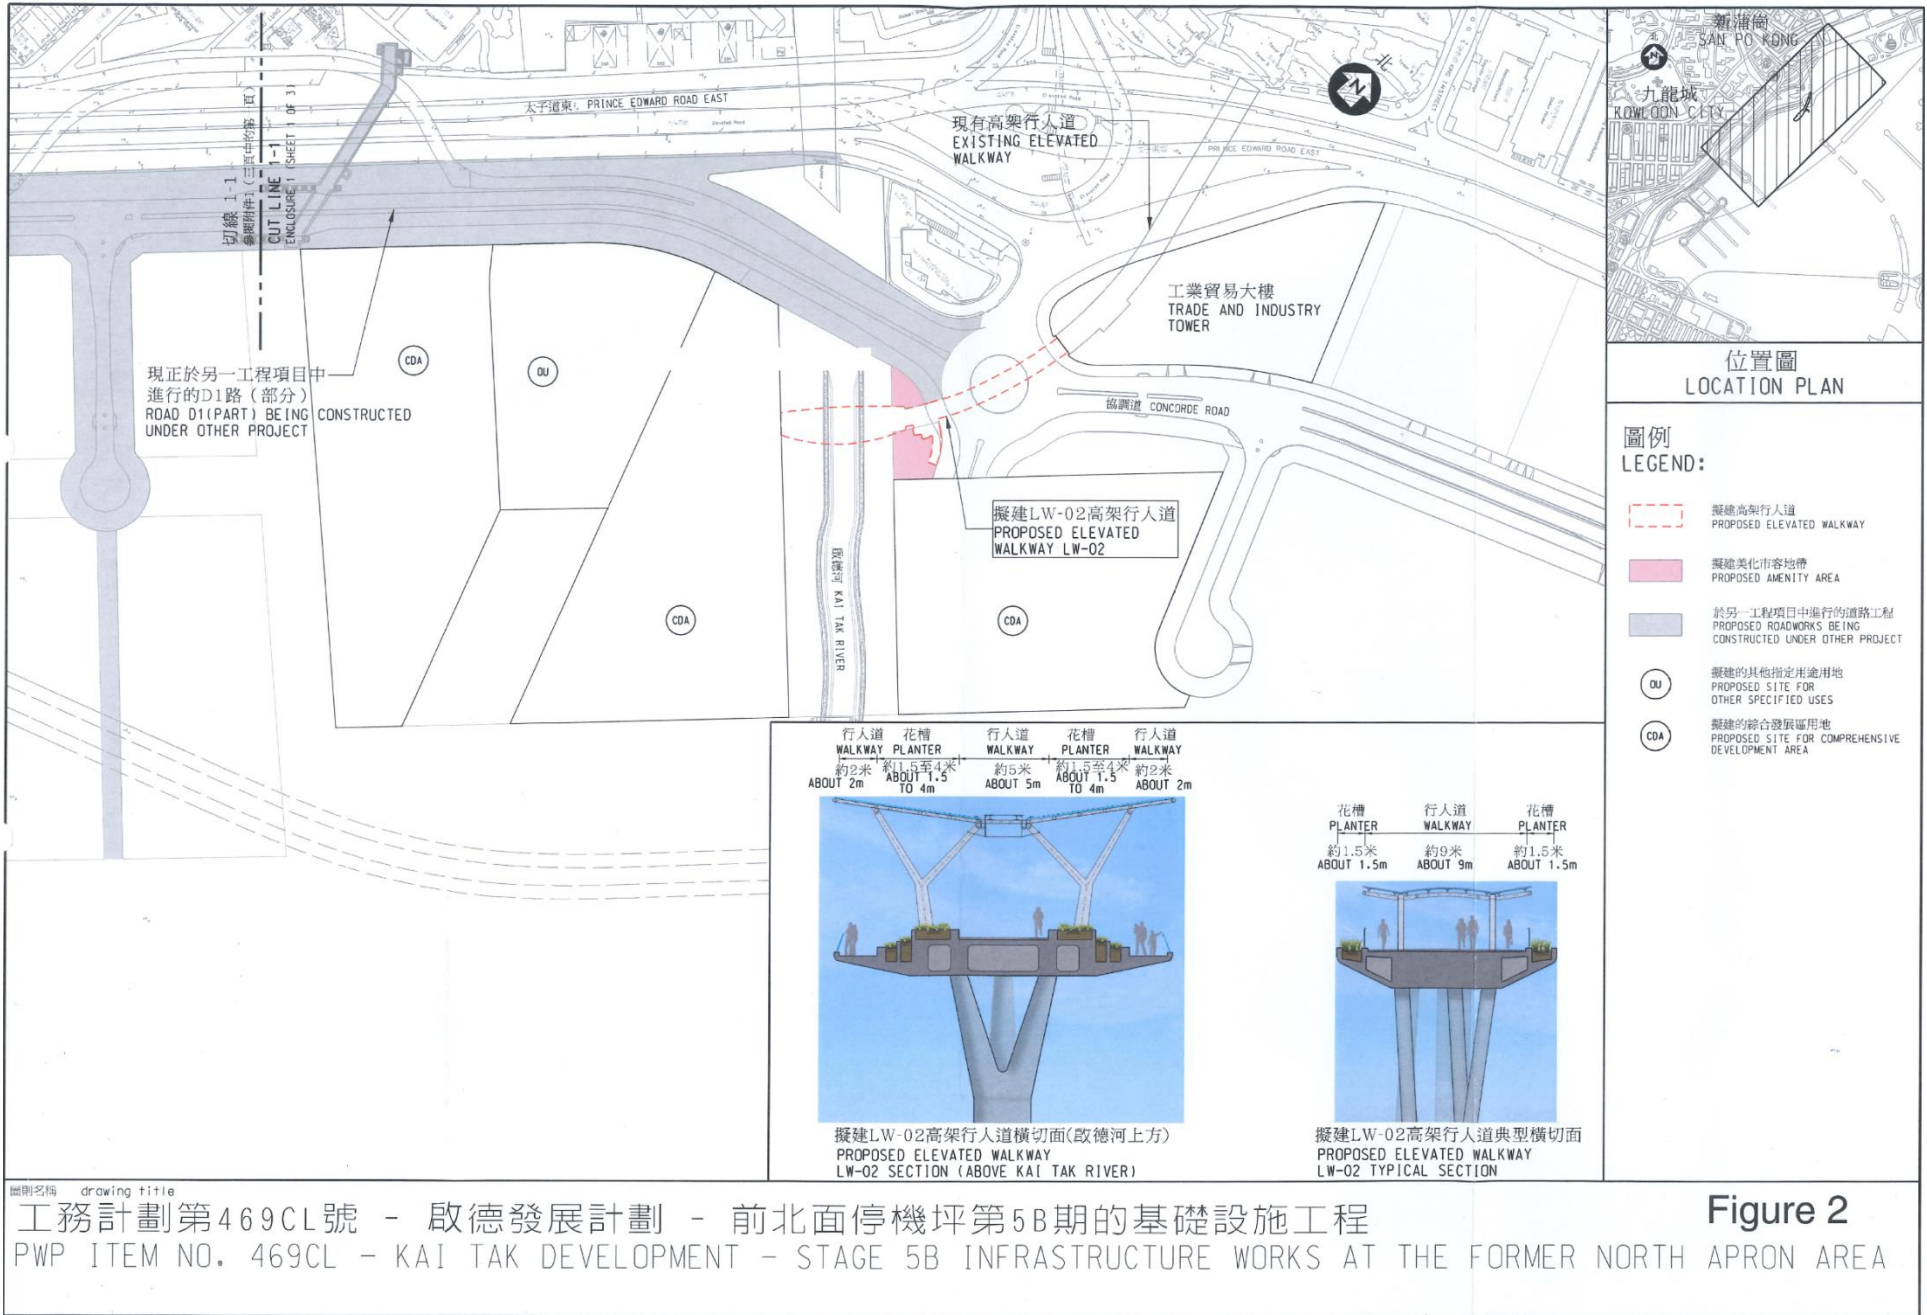 太子道東 PRINCE EDWARD ROAD EAST
Elevated Road
現有高架行人道
EXISTING ELEVATED
WALKWAY
Elevated Road
PRINCE EDWARD ROAD EAST
北
N
切線 1-1
CUT LINE 1-1
ENCLOSURE 1 (SHEET 1 OF 3)
工業貿易大樓
TRADE AND INDUSTRY
TOWER
現正於另一工程項目中
進行的D1路(部分)
ROAD D1(PART) BEING CONSTRUCTED
UNDER OTHER PROJECT
CDA
OU
協調道 CONCORDE ROAD
擬建LW-02高架行人道
PROPOSED ELEVATED
WALKWAY LW-02
啟德河 KAI TAK RIVER
CDA
CDA
新蒲崗
SAN PO KONG
北
N
九龍城
KOWLOON CITY
位置圖
LOCATION PLAN
圖例
LEGEND:
擬建高架行人道
PROPOSED ELEVATED WALKWAY
擬建美化市容地帶
PROPOSED AMENITY AREA
於另一工程項目中進行的道路工程
PROPOSED ROADWORKS BEING
CONSTRUCTED UNDER OTHER PROJECT
OU
擬建的其他指定用途用地
PROPOSED SITE FOR
OTHER SPECIFIED USES
CDA
擬建的綜合發展區用地
PROPOSED SITE FOR COMPREHENSIVE
DEVELOPMENT AREA
行人道 花槽 行人道 花槽 行人道
WALKWAY PLANTER WALKWAY PLANTER WALKWAY
約2米 約1.5至4米 約5米 約1.5至4米 約2米
ABOUT 2m ABOUT 1.5 TO 4m ABOUT 5m ABOUT 1.5 TO 4m ABOUT 2m
擬建LW-02高架行人道橫切面(啟德河上方)
PROPOSED ELEVATED WALKWAY
LW-02 SECTION (ABOVE KAI TAK RIVER)
花槽 行人道 花槽
PLANTER WALKWAY PLANTER
約1.5米 約9米 約1.5米
ABOUT 1.5m ABOUT 9m ABOUT 1.5m
擬建LW-02高架行人道典型橫切面
PROPOSED ELEVATED WALKWAY
LW-02 TYPICAL SECTION
圖則名稱 drawing title
工務計劃第469CL號 - 啟德發展計劃 - 前北面停機坪第5B期的基礎設施工程
Figure 2
PWP ITEM NO. 469CL - KAI TAK DEVELOPMENT - STAGE 5B INFRASTRUCTURE WORKS AT THE FORMER NORTH APRON AREA